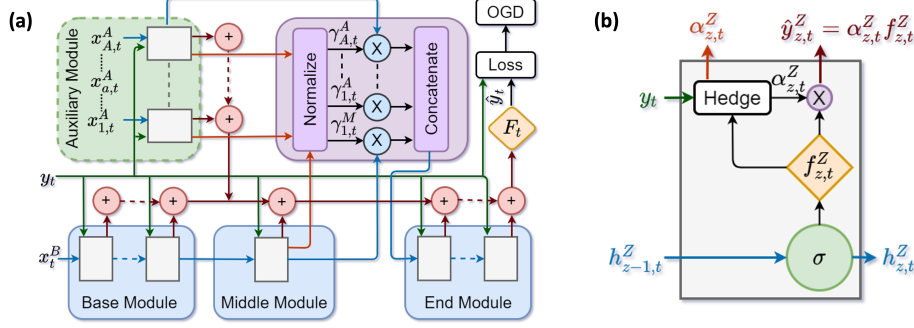 (a)
Auxiliary Module
x^A_{A,t}
x^A_{a,t}
x^A_{1,t}
+
+
Normalize
γ^A_{A,t}
γ^A_{1,t}
γ^M_{1,t}
X
X
X
Concatenate
OGD
Loss
ŷ_t
F_t
y_t
+
+
+
+
+
x^B_t
Base Module
Middle Module
End Module
(b)
α^Z_{z,t}
ŷ^Z_{z,t} = α^Z_{z,t} f^Z_{z,t}
y_t
Hedge
α^Z_{z,t}
X
f^Z_{z,t}
h^Z_{z-1,t}
σ
h^Z_{z,t}